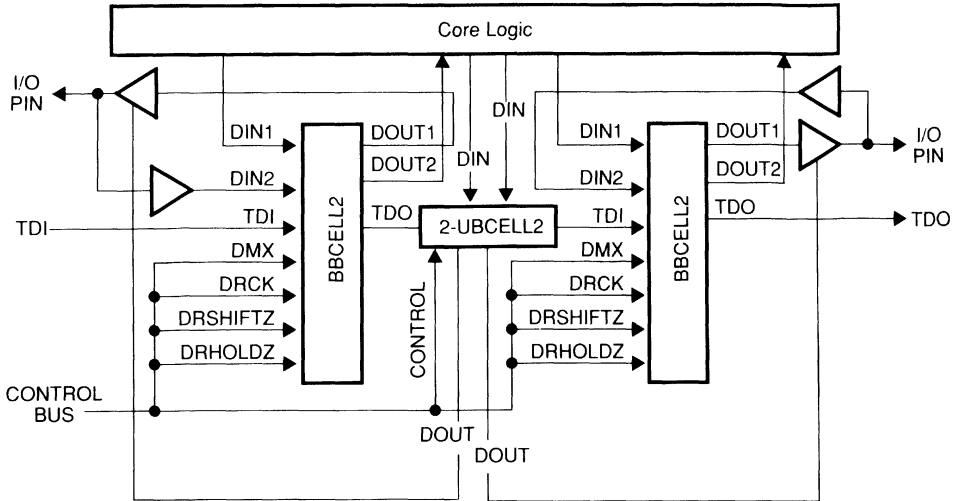 Core Logic
I/O
PIN
DIN1
DOUT1
DOUT2
DIN
DIN
DIN1
DOUT1
DOUT2
I/O
PIN
DIN2
DIN2
TDI
TDI
TDO
2-UBCELL2
TDI
TDO
TDO
BBCELL2
BBCELL2
DMX
DRCK
DRSHIFTZ
DRHOLDZ
CONTROL
DMX
DRCK
DRSHIFTZ
DRHOLDZ
CONTROL
BUS
DOUT
DOUT